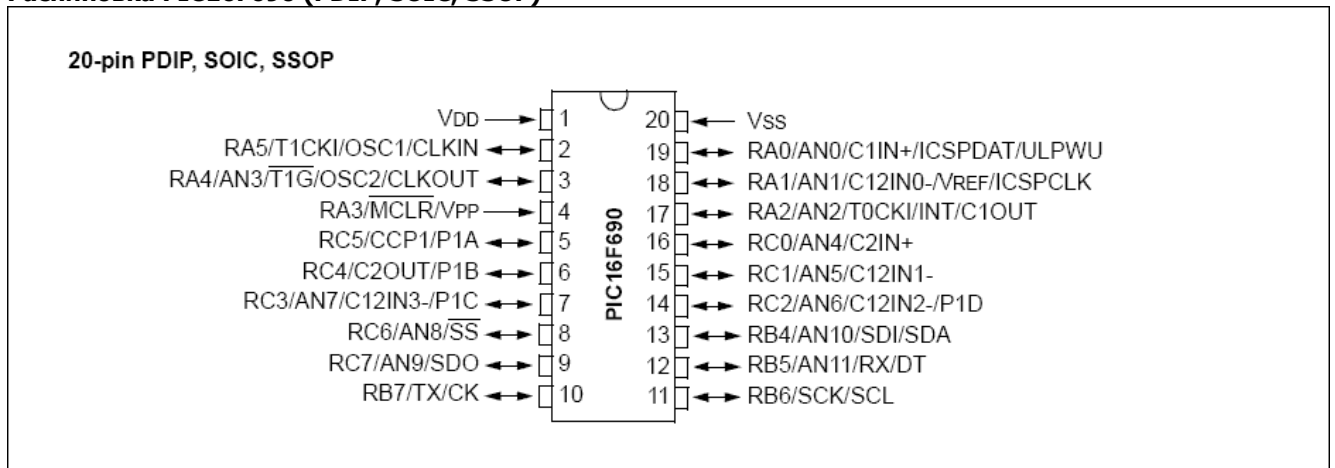 Распиновка PIC16F690 (PDIP, SOIC, SSOP)
20-pin PDIP, SOIC, SSOP
VDD 1 20 VSS
RA5/T1CKI/OSC1/CLKIN 2 19 RA0/AN0/C1IN+/ICSPDAT/ULPWU
RA4/AN3/T1G/OSC2/CLKOUT 3 18 RA1/AN1/C12IN0-/VREF/ICSPCLK
RA3/MCLR/VPP 4 17 RA2/AN2/T0CKI/INT/C1OUT
RC5/CCP1/P1A 5 16 RC0/AN4/C2IN+
RC4/C2OUT/P1B 6 15 RC1/AN5/C12IN1-
RC3/AN7/C12IN3-/P1C 7 14 RC2/AN6/C12IN2-/P1D
RC6/AN8/SS 8 13 RB4/AN10/SDI/SDA
RC7/AN9/SDO 9 12 RB5/AN11/RX/DT
RB7/TX/CK 10 11 RB6/SCK/SCL
PIC16F690